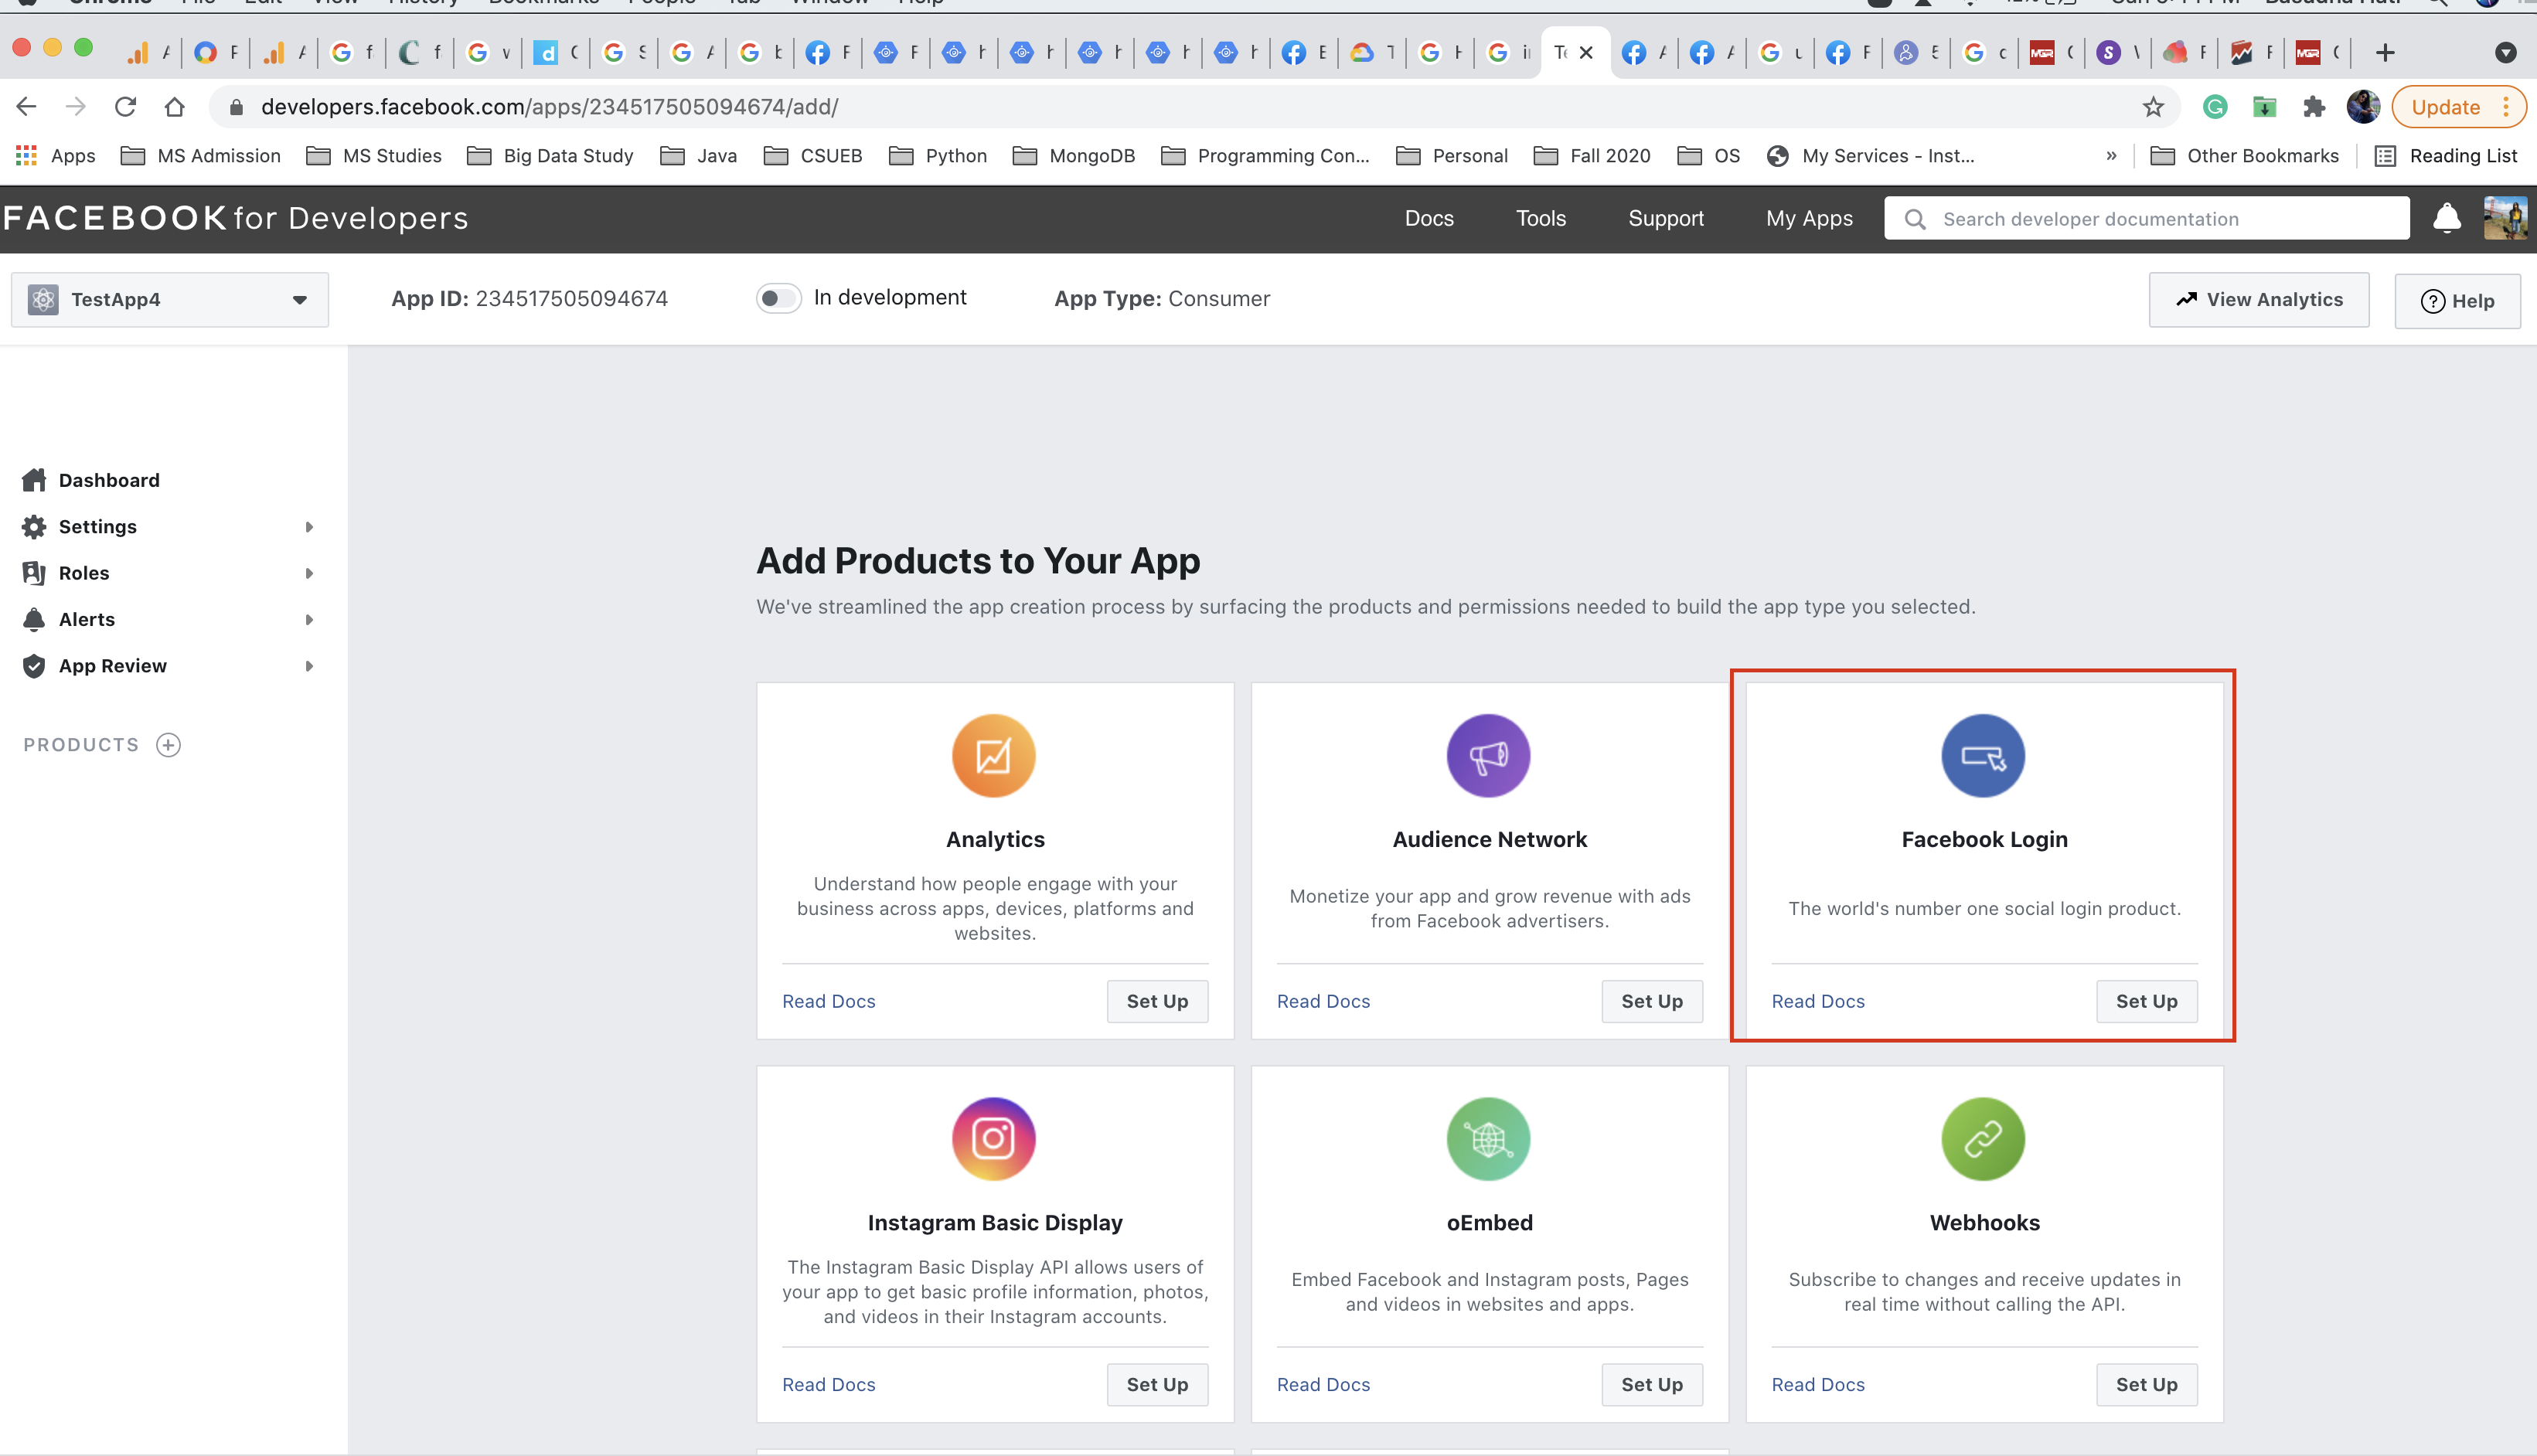 developers.facebook.com/apps/234517505094674/add/
Update
Apps MS Admission MS Studies Big Data Study Java CSUEB Python MongoDB Programming Con... Personal Fall 2020 OS My Services - Inst... » Other Bookmarks Reading List
FACEBOOK for Developers Docs Tools Support My Apps Search developer documentation
TestApp4 App ID: 234517505094674 In development App Type: Consumer View Analytics Help
Dashboard
Settings
Roles
Alerts
App Review
PRODUCTS
Add Products to Your App
We've streamlined the app creation process by surfacing the products and permissions needed to build the app type you selected.
Analytics
Understand how people engage with your
business across apps, devices, platforms and
websites.
Read Docs Set Up
Audience Network
Monetize your app and grow revenue with ads
from Facebook advertisers.
Read Docs Set Up
Facebook Login
The world's number one social login product.
Read Docs Set Up
Instagram Basic Display
The Instagram Basic Display API allows users of
your app to get basic profile information, photos,
and videos in their Instagram accounts.
Read Docs Set Up
oEmbed
Embed Facebook and Instagram posts, Pages
and videos in websites and apps.
Read Docs Set Up
Webhooks
Subscribe to changes and receive updates in
real time without calling the API.
Read Docs Set Up